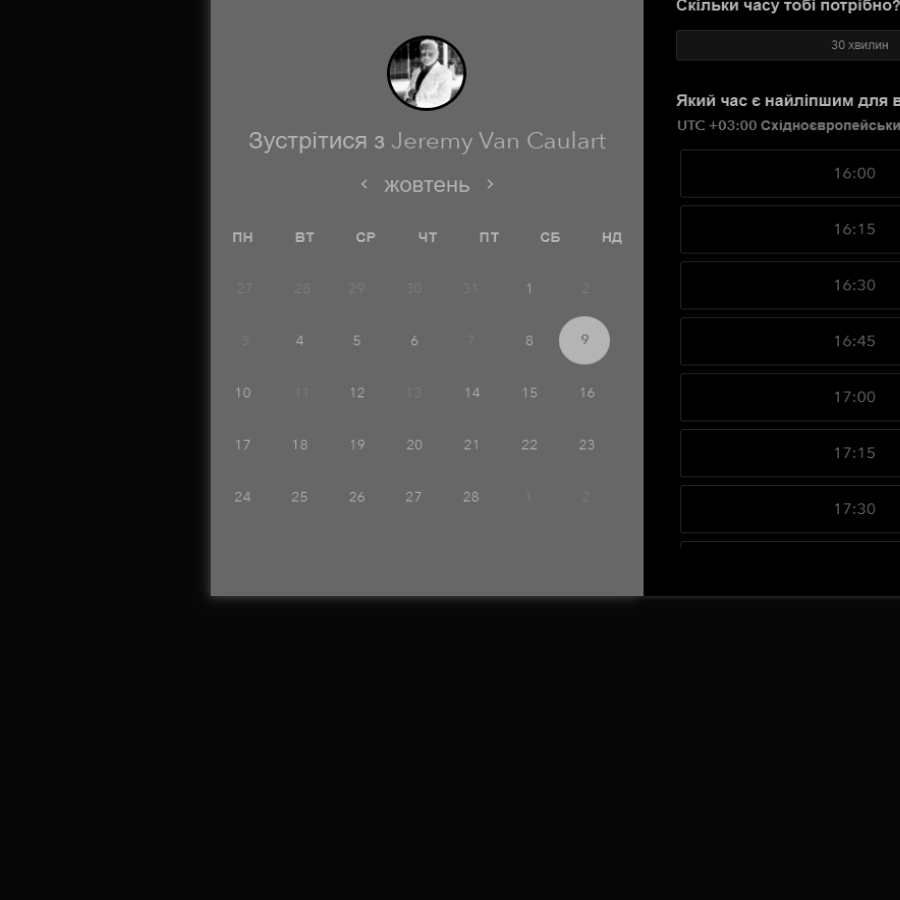 Зустрітися з Jeremy Van Caulart
< жовтень >
ПН ВТ СР ЧТ ПТ СБ НД
27 28 29 30 31 1 2
3 4 5 6 7 8 9
10 11 12 13 14 15 16
17 18 19 20 21 22 23
24 25 26 27 28 1 2
Скільки часу тобі потрібно?
30 хвилин
Який час є найліпшим для в
UTC +03:00 Східноєвропейськи
16:00
16:15
16:30
16:45
17:00
17:15
17:30